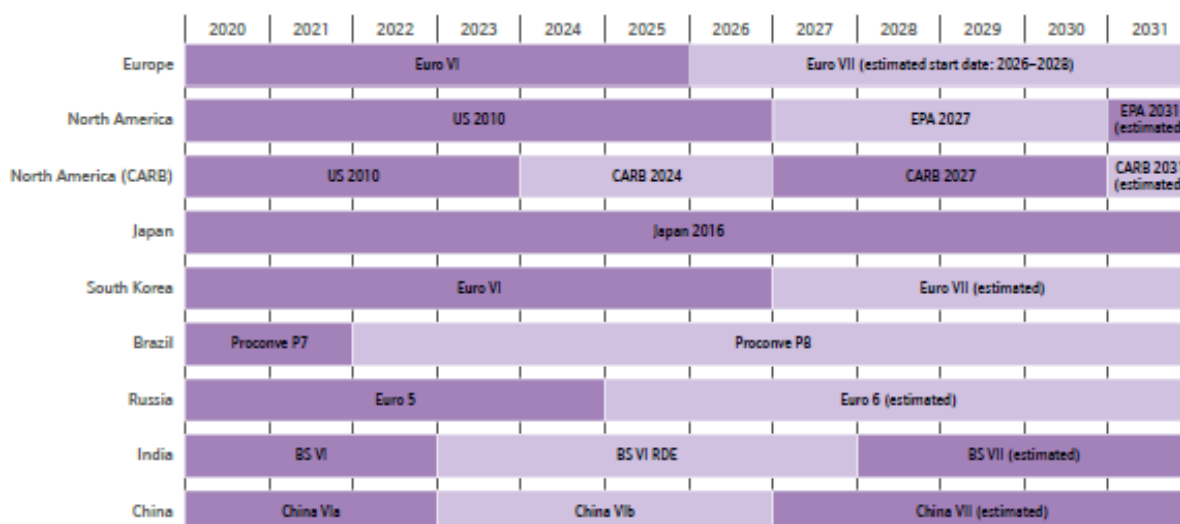 2020 2021 2022 2023 2024 2025 2026 2027 2028 2029 2030 2031
Europe Euro VI Euro VII (estimated start date: 2026–2028)
North America US 2010 EPA 2027 EPA 2031
(estimated
North America (CARB) US 2010 CARB 2024 CARB 2027 CARB 2031
(estimated
Japan Japan 2016
South Korea Euro VI Euro VII (estimated)
Brazil Proconve P7 Proconve P8
Russia Euro 5 Euro 6 (estimated)
India BS VI BS VI RDE BS VII (estimated)
China China VIa China VIb China VII (estimated)